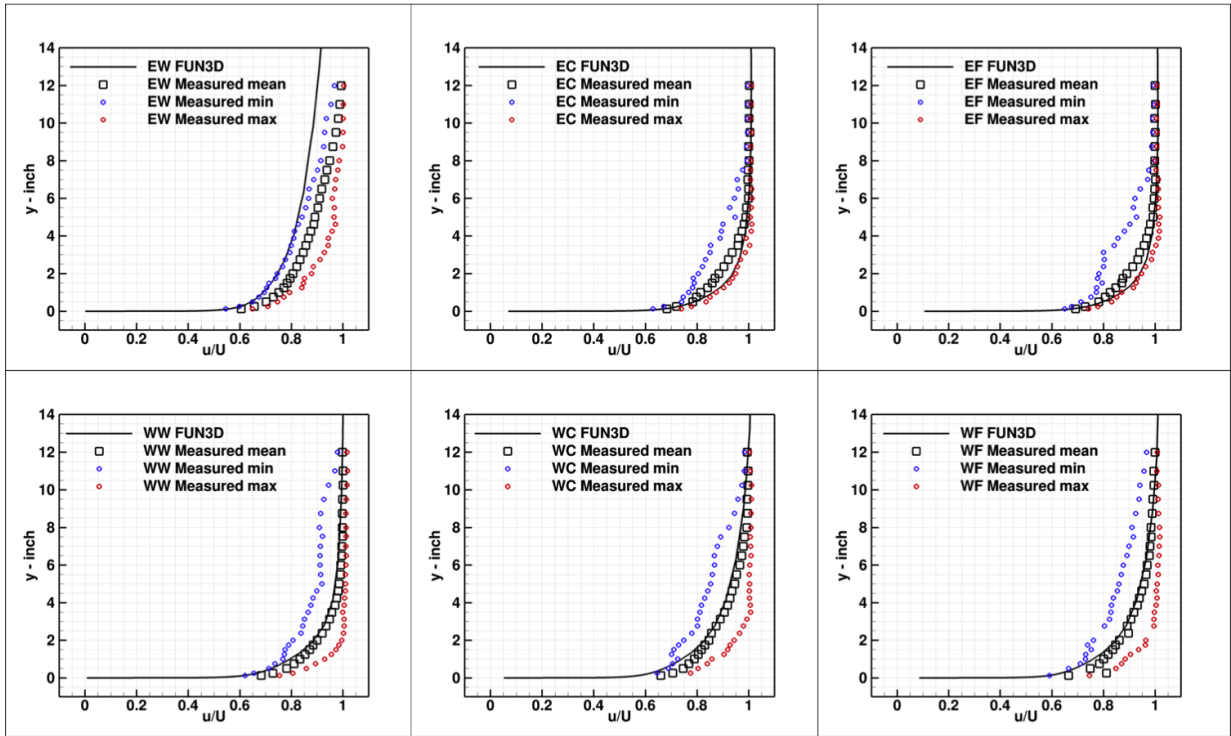 14
12
10
8
6
4
2
0
y - inch
EW FUN3D
EW Measured mean
EW Measured min
EW Measured max
0 0.2 0.4 0.6 0.8 1
u/U
14
12
10
8
6
4
2
0
y - inch
EC FUN3D
EC Measured mean
EC Measured min
EC Measured max
0 0.2 0.4 0.6 0.8 1
u/U
14
12
10
8
6
4
2
0
y - inch
EF FUN3D
EF Measured mean
EF Measured min
EF Measured max
0 0.2 0.4 0.6 0.8 1
u/U
14
12
10
8
6
4
2
0
y - inch
WW FUN3D
WW Measured mean
WW Measured min
WW Measured max
0 0.2 0.4 0.6 0.8 1
u/U
14
12
10
8
6
4
2
0
y - inch
WC FUN3D
WC Measured mean
WC Measured min
WC Measured max
0 0.2 0.4 0.6 0.8 1
u/U
14
12
10
8
6
4
2
0
y - inch
WF FUN3D
WF Measured mean
WF Measured min
WF Measured max
0 0.2 0.4 0.6 0.8 1
u/U